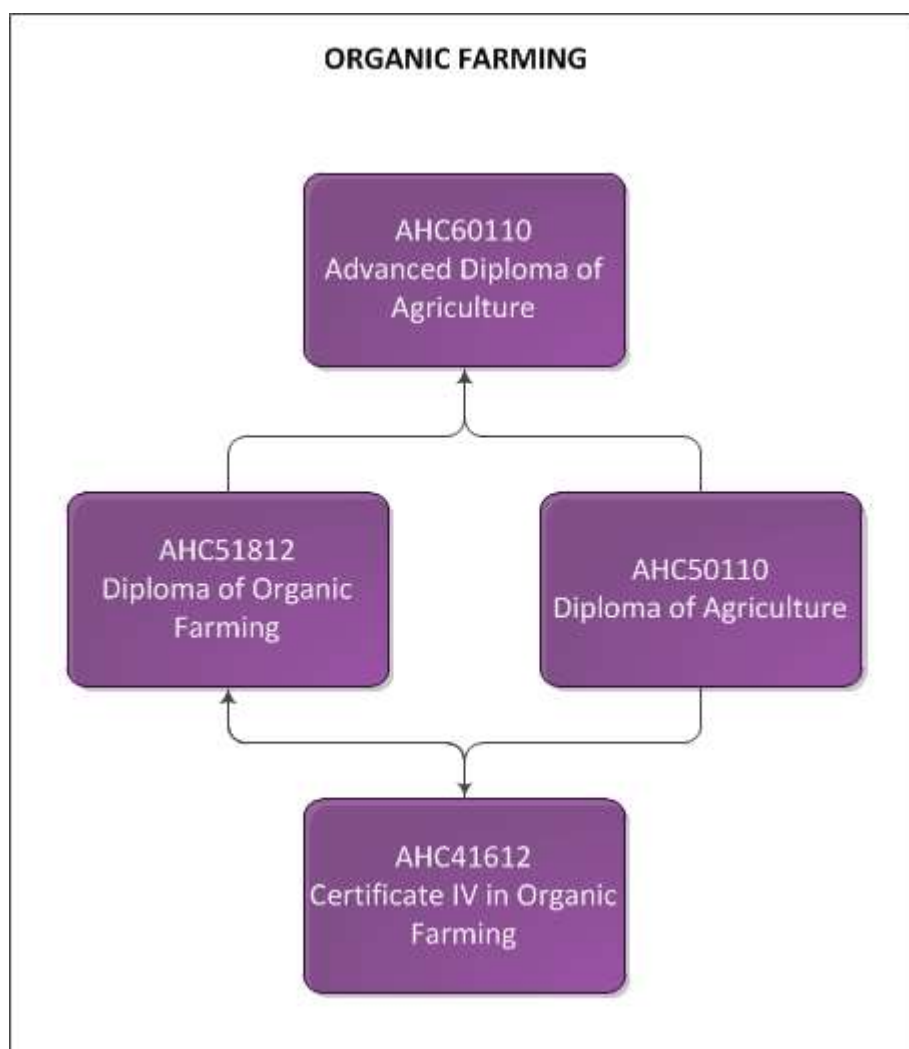 ORGANIC FARMING
AHC60110
Advanced Diploma of
Agriculture
AHC51812
Diploma of Organic
Farming
AHC50110
Diploma of Agriculture
AHC41612
Certificate IV in Organic
Farming